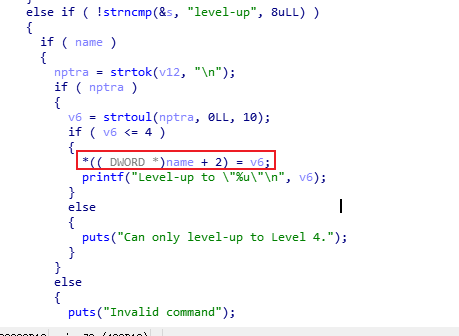 else if ( !strncmp(&s, "level-up", 8uLL) )
{
if ( name )
{
nptra = strtok(v12, "\n");
if ( nptra )
{
v6 = strtoul(nptra, 0LL, 10);
if ( v6 <= 4 )
{
*((_DWORD *)name + 2) = v6;
printf("Level-up to \"%u\"\n", v6);
}
else
{
puts("Can only level-up to Level 4.");
}
}
else
{
puts("Invalid command");